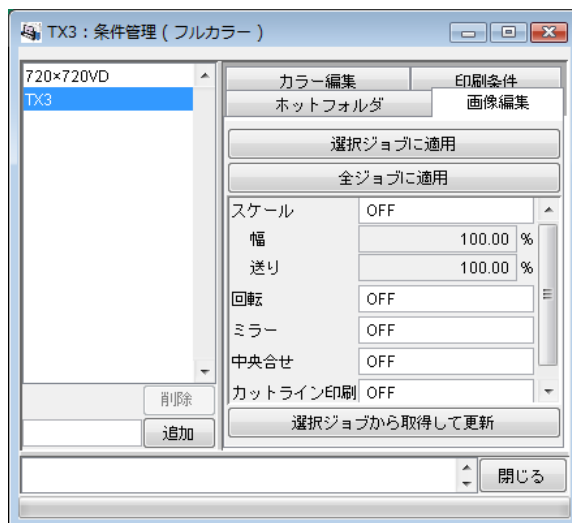 TX3：条件管理 ( フルカラー )
720×720VD
TX3
削除
追加
カラー編集
印刷条件
ホットフォルダ
画像編集
選択ジョブに適用
全ジョブに適用
スケール OFF
幅 100.00 %
送り 100.00 %
回転 OFF
ミラー OFF
中央合せ OFF
カットライン印刷 OFF
選択ジョブから取得して更新
閉じる